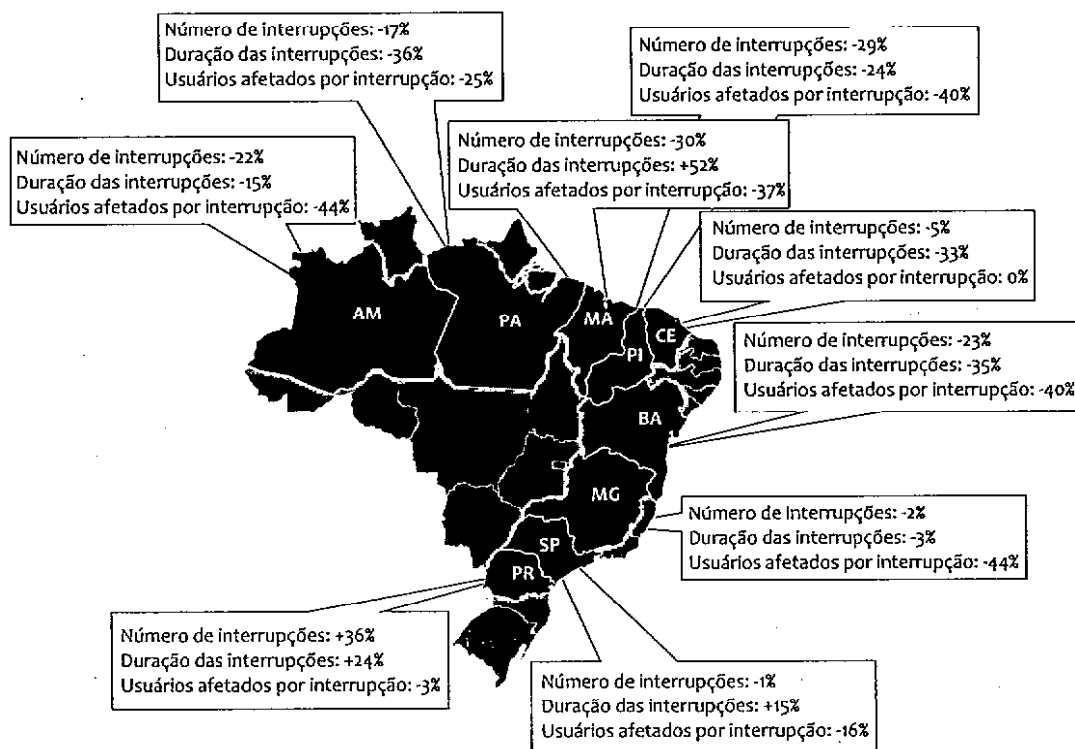 Número de interrupções: -17%
Duração das interrupções: -36%
Usuários afetados por interrupção: -25%
Número de interrupções: -29%
Duração das interrupções: -24%
Usuários afetados por interrupção: -40%
Número de interrupções: -30%
Duração das interrupções: +52%
Usuários afetados por interrupção: -37%
Número de interrupções: -22%
Duração das interrupções: -15%
Usuários afetados por interrupção: -44%
Número de interrupções: -5%
Duração das interrupções: -33%
Usuários afetados por interrupção: 0%
AM
PA
MA
CE
PI
Número de interrupções: -23%
Duração das interrupções: -35%
Usuários afetados por interrupção: -40%
BA
MG
Número de Interrupções: -2%
Duração das interrupções: -3%
Usuários afetados por interrupção: -44%
SP
PR
Número de interrupções: +36%
Duração das interrupções: +24%
Usuários afetados por interrupção: -3%
Número de interrupções: -1%
Duração das interrupções: +15%
Usuários afetados por interrupção: -16%